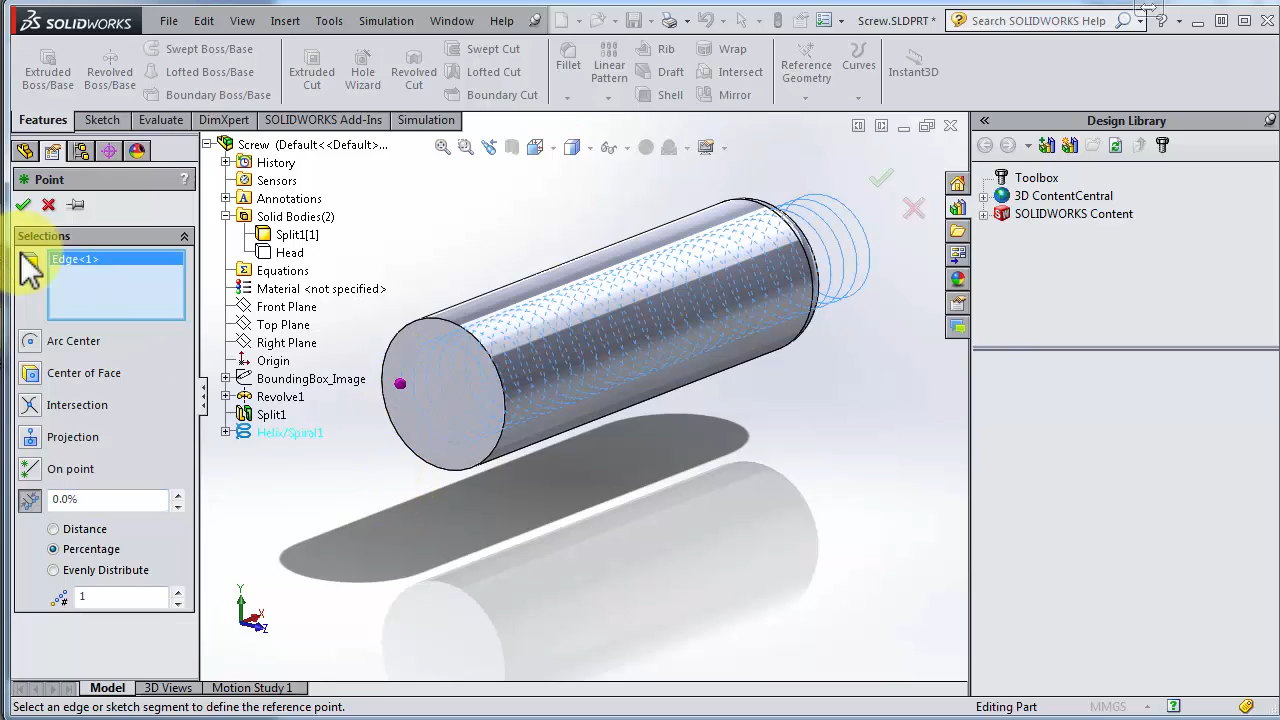 SOLIDWORKS File Edit View Insert Tools Simulation Window Help Screw.SLDPRT * Search SOLIDWORKS Help
Extruded Boss/Base
Revolved Boss/Base
Swept Boss/Base
Lofted Boss/Base
Boundary Boss/Base
Extruded Cut
Hole Wizard
Revolved Cut
Swept Cut
Lofted Cut
Boundary Cut
Fillet
Linear Pattern
Rib
Draft
Shell
Wrap
Intersect
Mirror
Reference Geometry
Curves
Instant3D
Features Sketch Evaluate DimXpert SOLIDWORKS Add-Ins Simulation
Point ?
Selections
Edge<1>
Arc Center
Center of Face
Intersection
Projection
On point
0.0%
Distance
Percentage
Evenly Distribute
1
Screw (Default<<Default>...
History
Sensors
Annotations
Solid Bodies(2)
Split1[1]
Head
Equations
Material <not specified>
Front Plane
Top Plane
Right Plane
Origin
BoundingBox_Image
Revolve1
Split1
Helix/Spiral1
Y
X
Z
Design Library
Toolbox
3D ContentCentral
SOLIDWORKS Content
Model 3D Views Motion Study 1
Select an edge or sketch segment to define the reference point. Editing Part MMGS